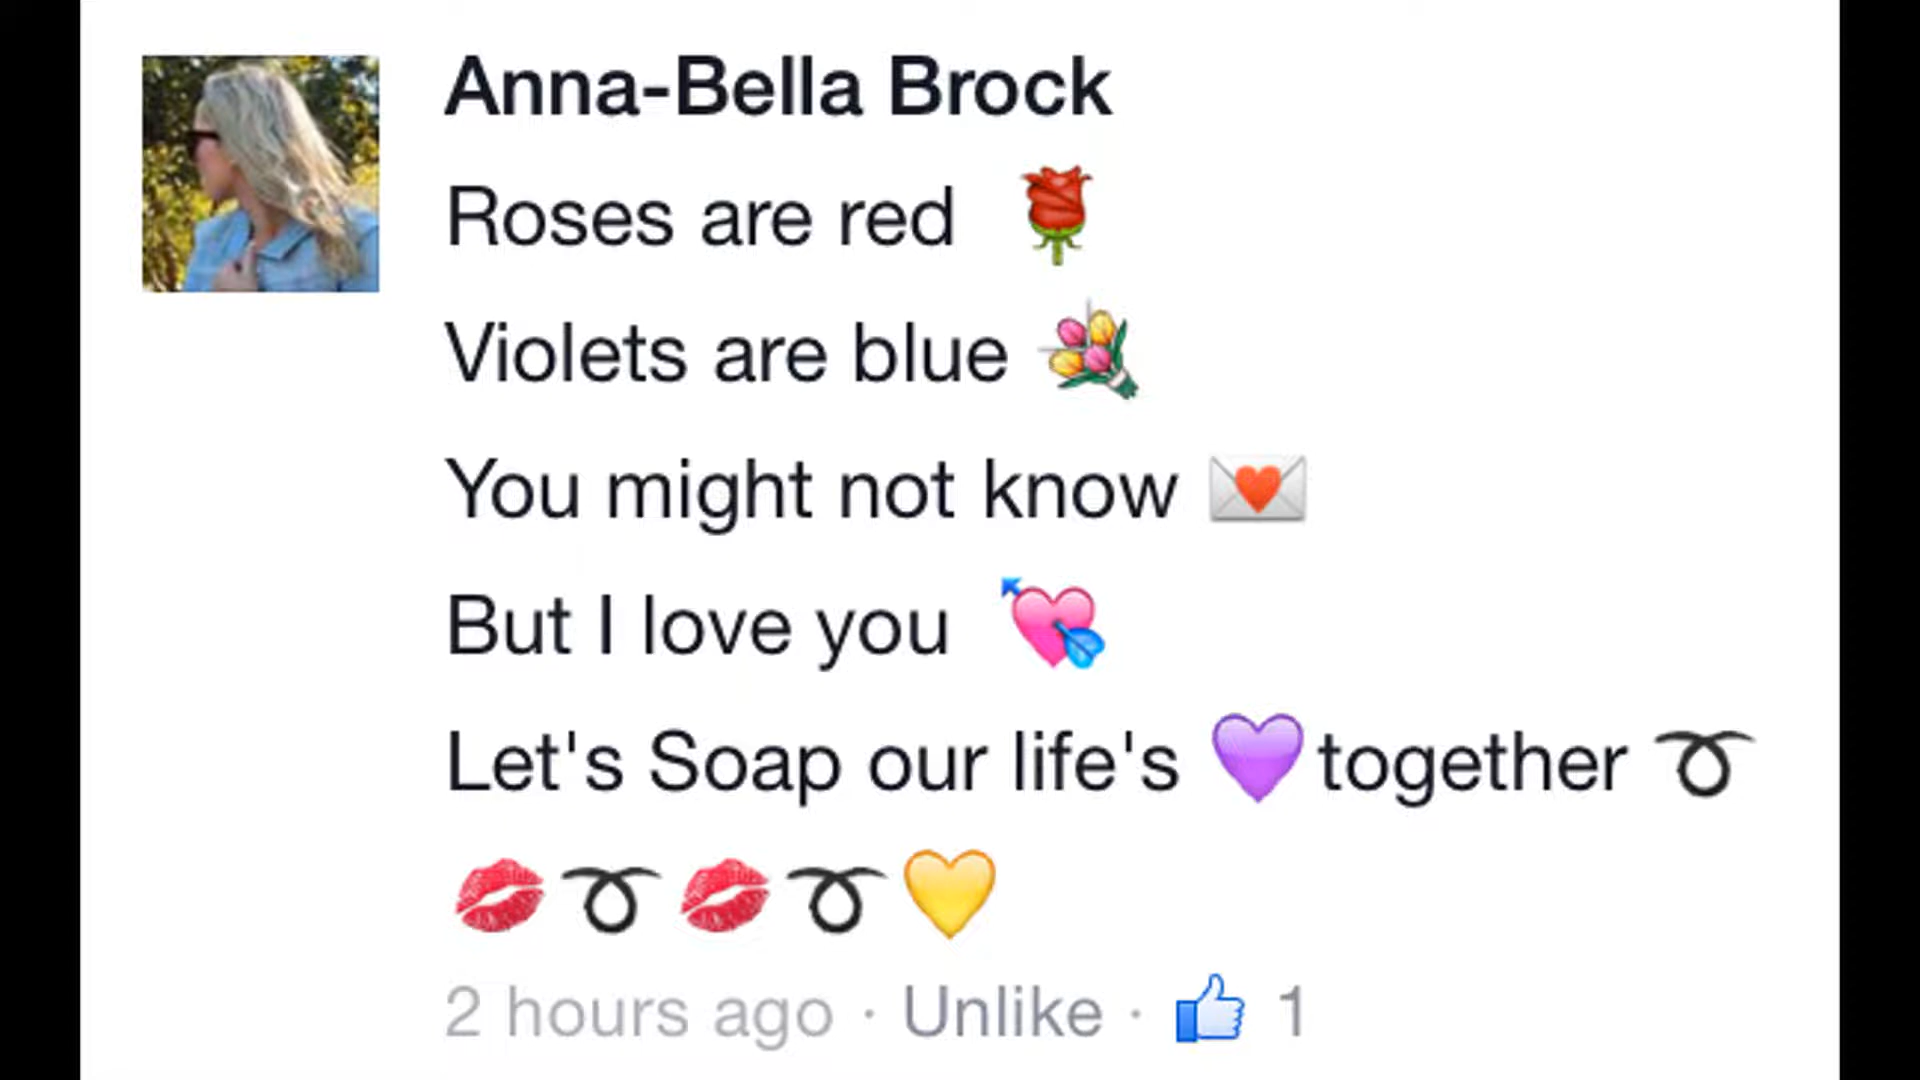 Anna-Bella Brock
Roses are red 🌹
Violets are blue 💐
You might not know 💌
But I love you 💘
Let's Soap our life's 💜together ➰
💋➰💋➰💛
2 hours ago · Unlike · 👍 1